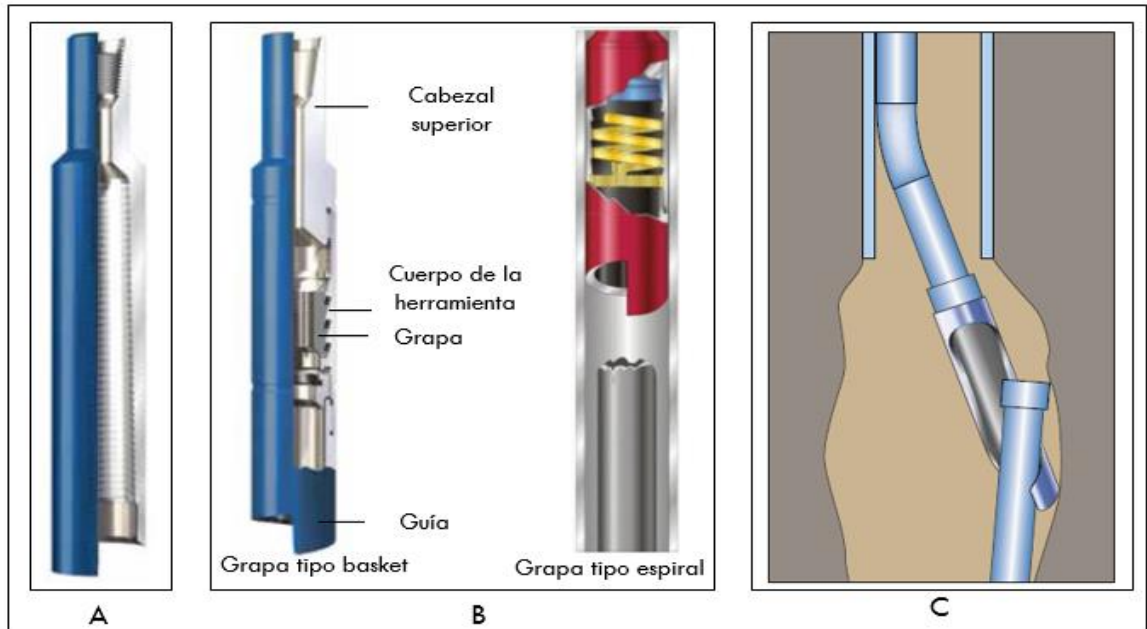 Cabezal
superior
Cuerpo de la
herramienta
Grapa
Guía
Grapa tipo basket
Grapa tipo espiral
A
B
C